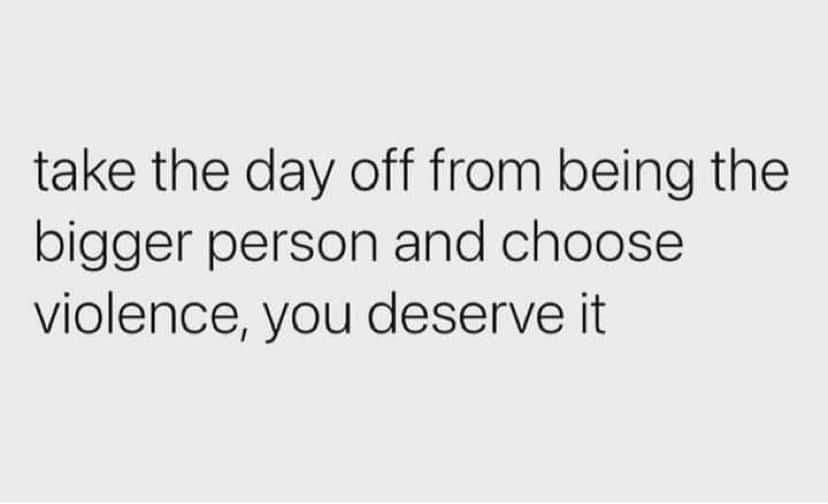 take the day off from being the
bigger person and choose
violence, you deserve it